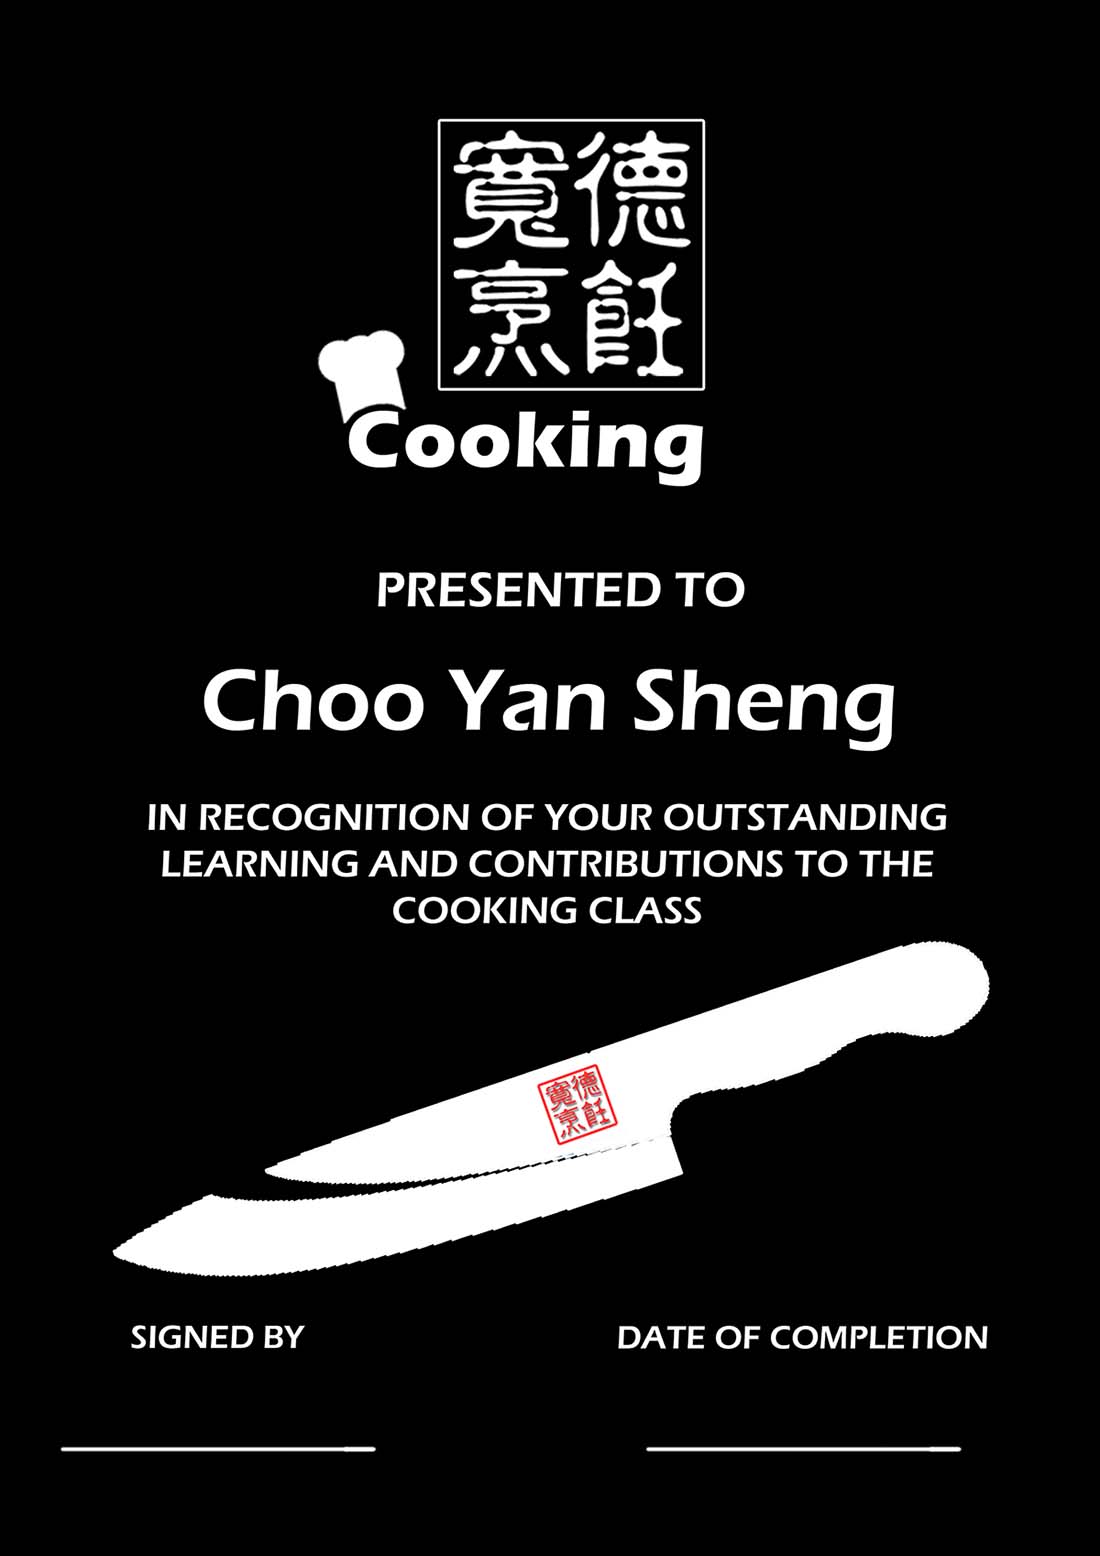 寬德
烹飪
Cooking
PRESENTED TO
Choo Yan Sheng
IN RECOGNITION OF YOUR OUTSTANDING
LEARNING AND CONTRIBUTIONS TO THE
COOKING CLASS
寬德
烹飪
SIGNED BY
DATE OF COMPLETION